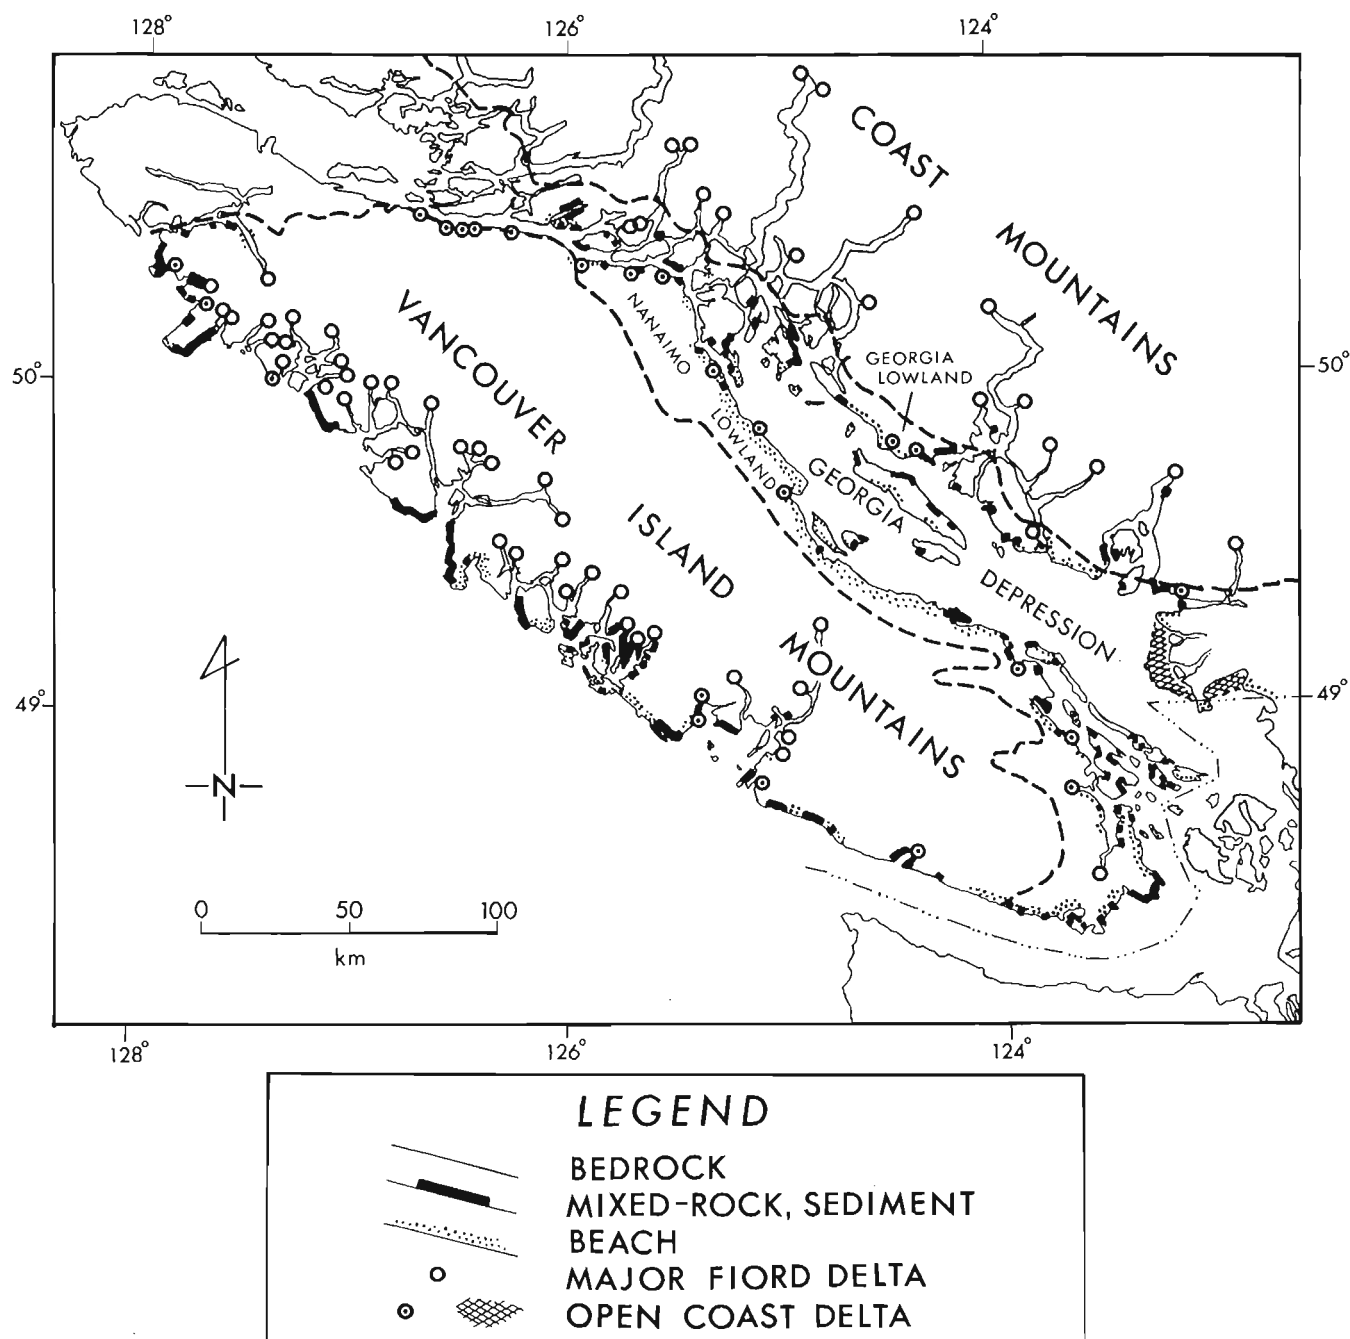 128°
126°
124°
COAST
MOUNTAINS
VANCOUVER
ISLAND
MOUNTAINS
NANAIMO
LOWLAND
GEORGIA
LOWLAND
GEORGIA
DEPRESSION
50°
50°
49°
49°
N
0 50 100
km
128°
126°
124°
LEGEND
BEDROCK
MIXED-ROCK, SEDIMENT
BEACH
MAJOR FIORD DELTA
OPEN COAST DELTA